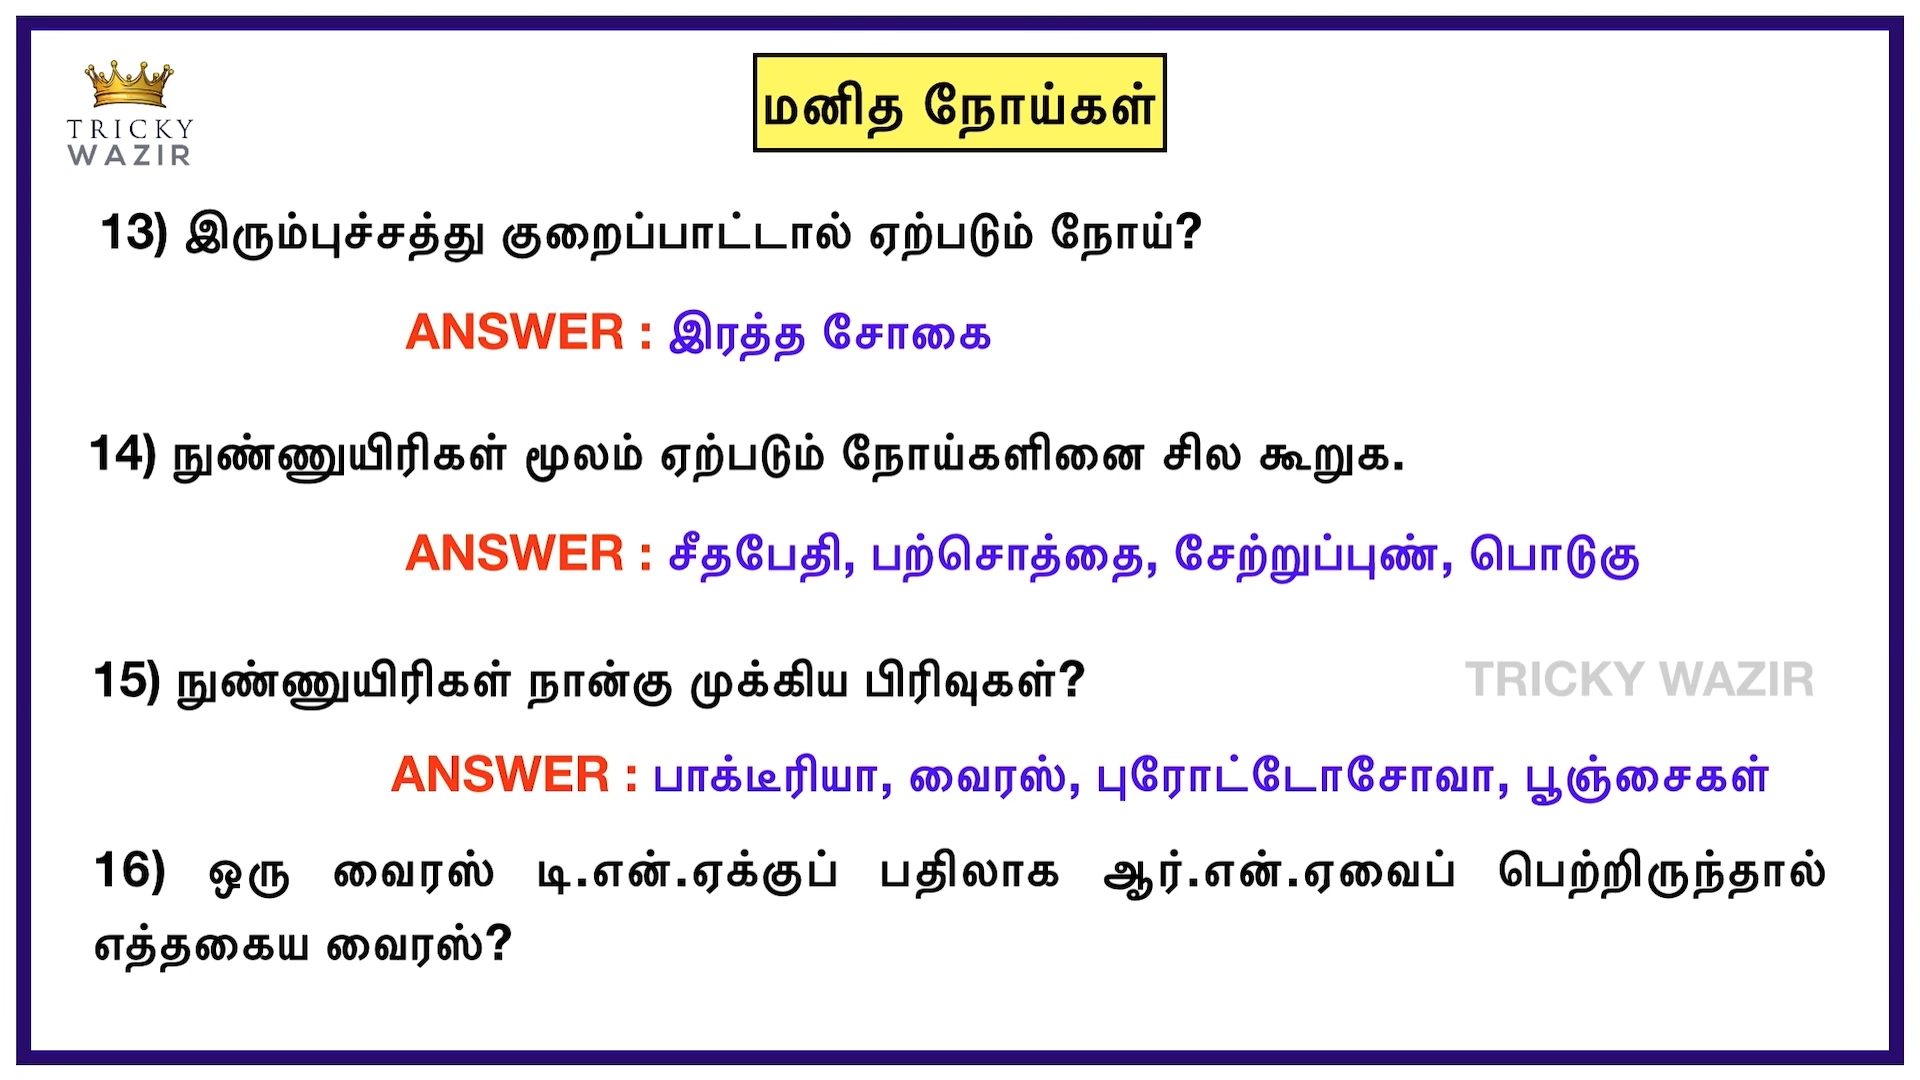 TRICKY
WAZIR
மனித நோய்கள்
13) இரும்புச்சத்து குறைப்பாட்டால் ஏற்படும் நோய்?
ANSWER : இரத்த சோகை
14) நுண்ணுயிரிகள் மூலம் ஏற்படும் நோய்களினை சில கூறுக.
ANSWER : சீதபேதி, பற்சொத்தை, சேற்றுப்புண், பொடுகு
15) நுண்ணுயிரிகள் நான்கு முக்கிய பிரிவுகள்?
TRICKY WAZIR
ANSWER : பாக்டீரியா, வைரஸ், புரோட்டோசோவா, பூஞ்சைகள்
16) ஒரு வைரஸ் டி.என்.ஏக்குப் பதிலாக ஆர்.என்.ஏவைப் பெற்றிருந்தால்
எத்தகைய வைரஸ்?